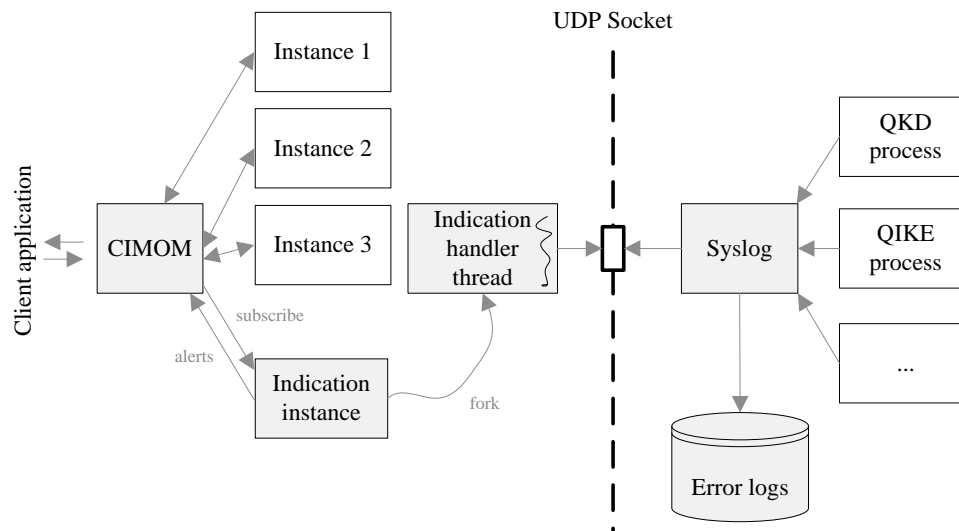 UDP Socket
Instance 1
Instance 2
Instance 3
Client application
CIMOM
subscribe
alerts
Indication
instance
fork
Indication
handler
thread
Syslog
QKD
process
QIKE
process
...
Error logs